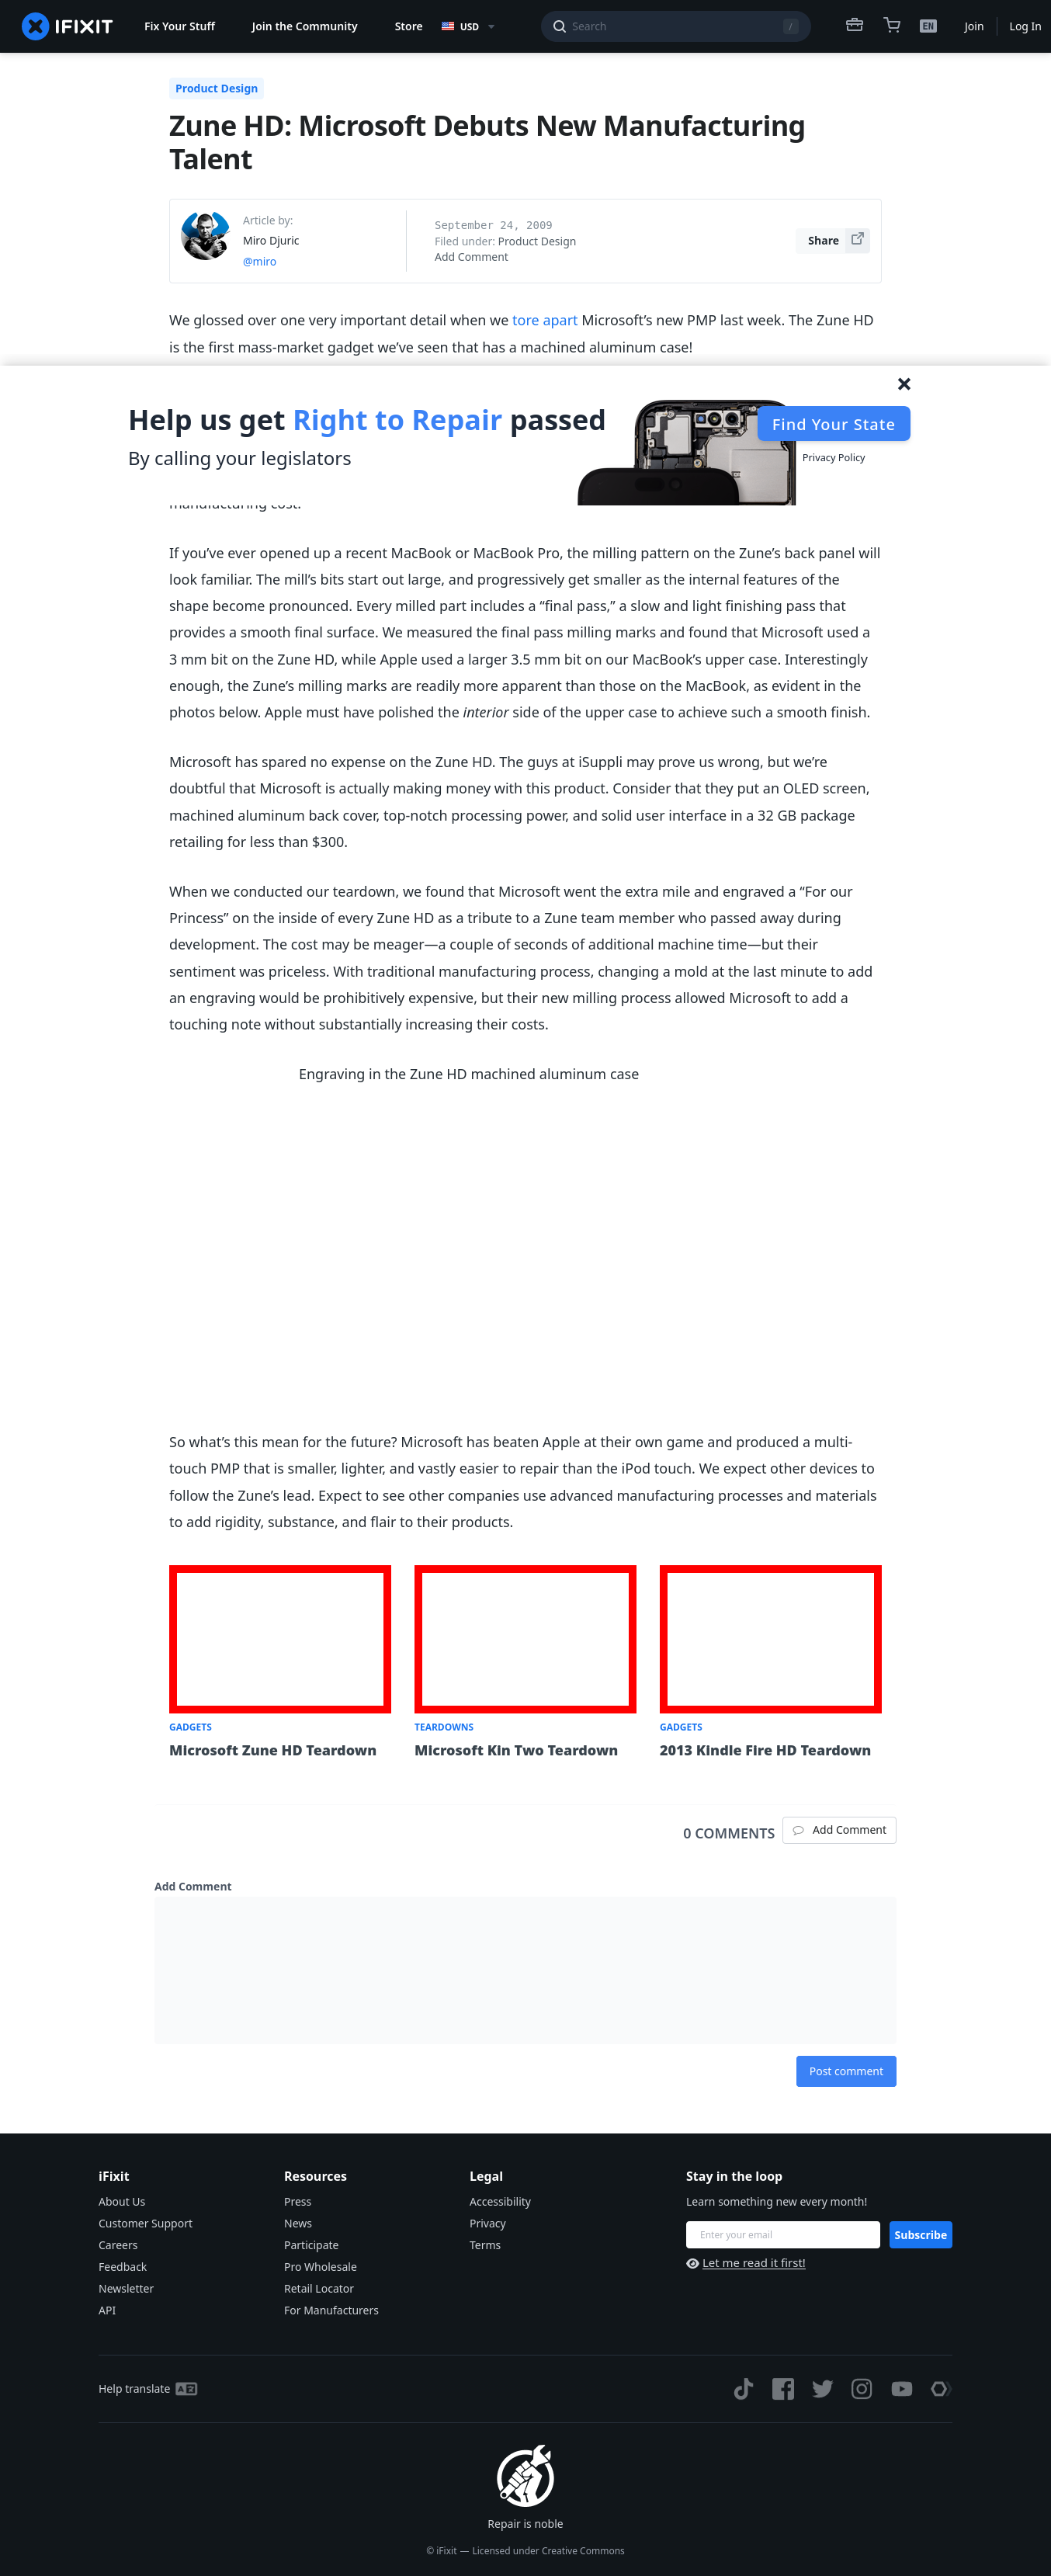 IFIXIT
Fix Your Stuff
Join the Community
Store
USD
Search
/
EN
Join
Log In
Product Design
Zune HD: Microsoft Debuts New Manufacturing
Talent
Article by:
Miro Djuric
@miro
September 24, 2009
Filed under: Product Design
Add Comment
Share
We glossed over one very important detail when we tore apart Microsoft’s new PMP last week. The Zune HD
is the first mass-market gadget we’ve seen that has a machined aluminum case!
Help us get Right to Repair passed
By calling your legislators
Find Your State
Privacy Policy
manufacturing cost.
If you’ve ever opened up a recent MacBook or MacBook Pro, the milling pattern on the Zune’s back panel will
look familiar. The mill’s bits start out large, and progressively get smaller as the internal features of the
shape become pronounced. Every milled part includes a “final pass,” a slow and light finishing pass that
provides a smooth final surface. We measured the final pass milling marks and found that Microsoft used a
3 mm bit on the Zune HD, while Apple used a larger 3.5 mm bit on our MacBook’s upper case. Interestingly
enough, the Zune’s milling marks are readily more apparent than those on the MacBook, as evident in the
photos below. Apple must have polished the interior side of the upper case to achieve such a smooth finish.
Microsoft has spared no expense on the Zune HD. The guys at iSuppli may prove us wrong, but we’re
doubtful that Microsoft is actually making money with this product. Consider that they put an OLED screen,
machined aluminum back cover, top-notch processing power, and solid user interface in a 32 GB package
retailing for less than $300.
When we conducted our teardown, we found that Microsoft went the extra mile and engraved a “For our
Princess” on the inside of every Zune HD as a tribute to a Zune team member who passed away during
development. The cost may be meager—a couple of seconds of additional machine time—but their
sentiment was priceless. With traditional manufacturing process, changing a mold at the last minute to add
an engraving would be prohibitively expensive, but their new milling process allowed Microsoft to add a
touching note without substantially increasing their costs.
Engraving in the Zune HD machined aluminum case
So what’s this mean for the future? Microsoft has beaten Apple at their own game and produced a multi-
touch PMP that is smaller, lighter, and vastly easier to repair than the iPod touch. We expect other devices to
follow the Zune’s lead. Expect to see other companies use advanced manufacturing processes and materials
to add rigidity, substance, and flair to their products.
GADGETS
Microsoft Zune HD Teardown
TEARDOWNS
Microsoft Kin Two Teardown
GADGETS
2013 Kindle Fire HD Teardown
0 COMMENTS
Add Comment
Add Comment
Post comment
iFixit
About Us
Customer Support
Careers
Feedback
Newsletter
API
Resources
Press
News
Participate
Pro Wholesale
Retail Locator
For Manufacturers
Legal
Accessibility
Privacy
Terms
Stay in the loop
Learn something new every month!
Enter your email
Subscribe
Let me read it first!
Help translate
Repair is noble
© iFixit — Licensed under Creative Commons